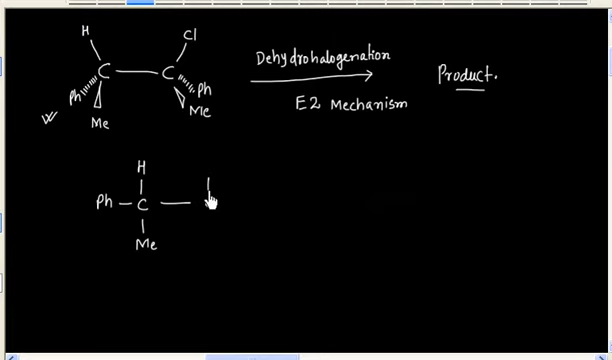 H Cl
C — C
Ph Me Ph Me
Dehydrohalogenation
E2 Mechanism
Product.
H
Ph — C —
Me